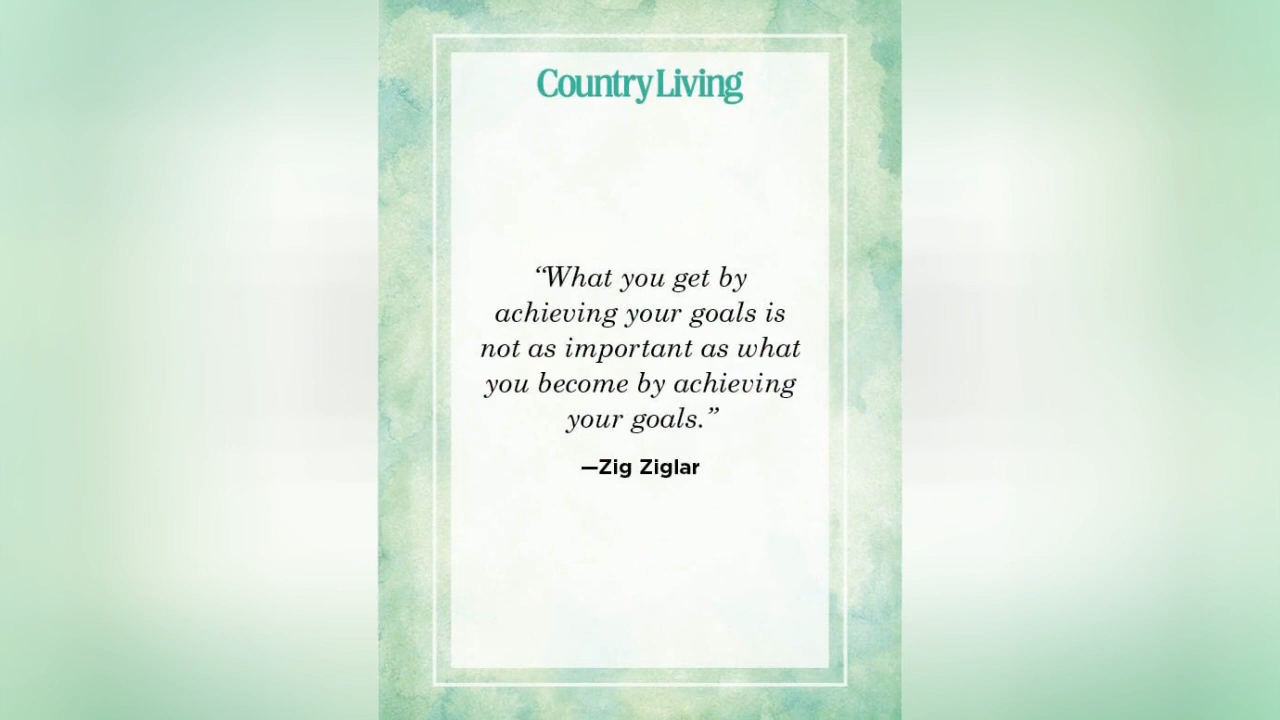 Country Living
“What you get by
achieving your goals is
not as important as what
you become by achieving
your goals.”
—Zig Ziglar